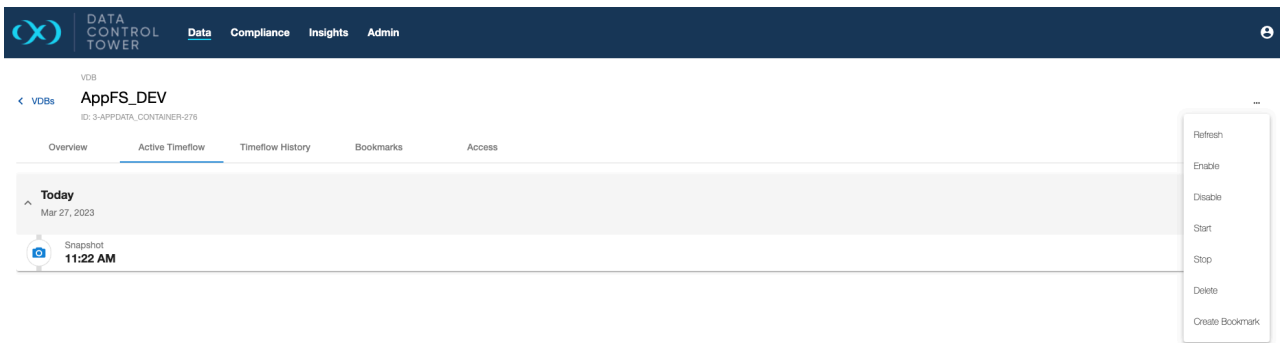 DATA
CONTROL
TOWER
Data Compliance Insights Admin
VDB
VDBs AppFS_DEV
ID: 3-APPDATA_CONTAINER-276
...
Overview Active Timeflow Timeflow History Bookmarks Access
Today
Mar 27, 2023
Snapshot
11:22 AM
Refresh
Enable
Disable
Start
Stop
Delete
Create Bookmark